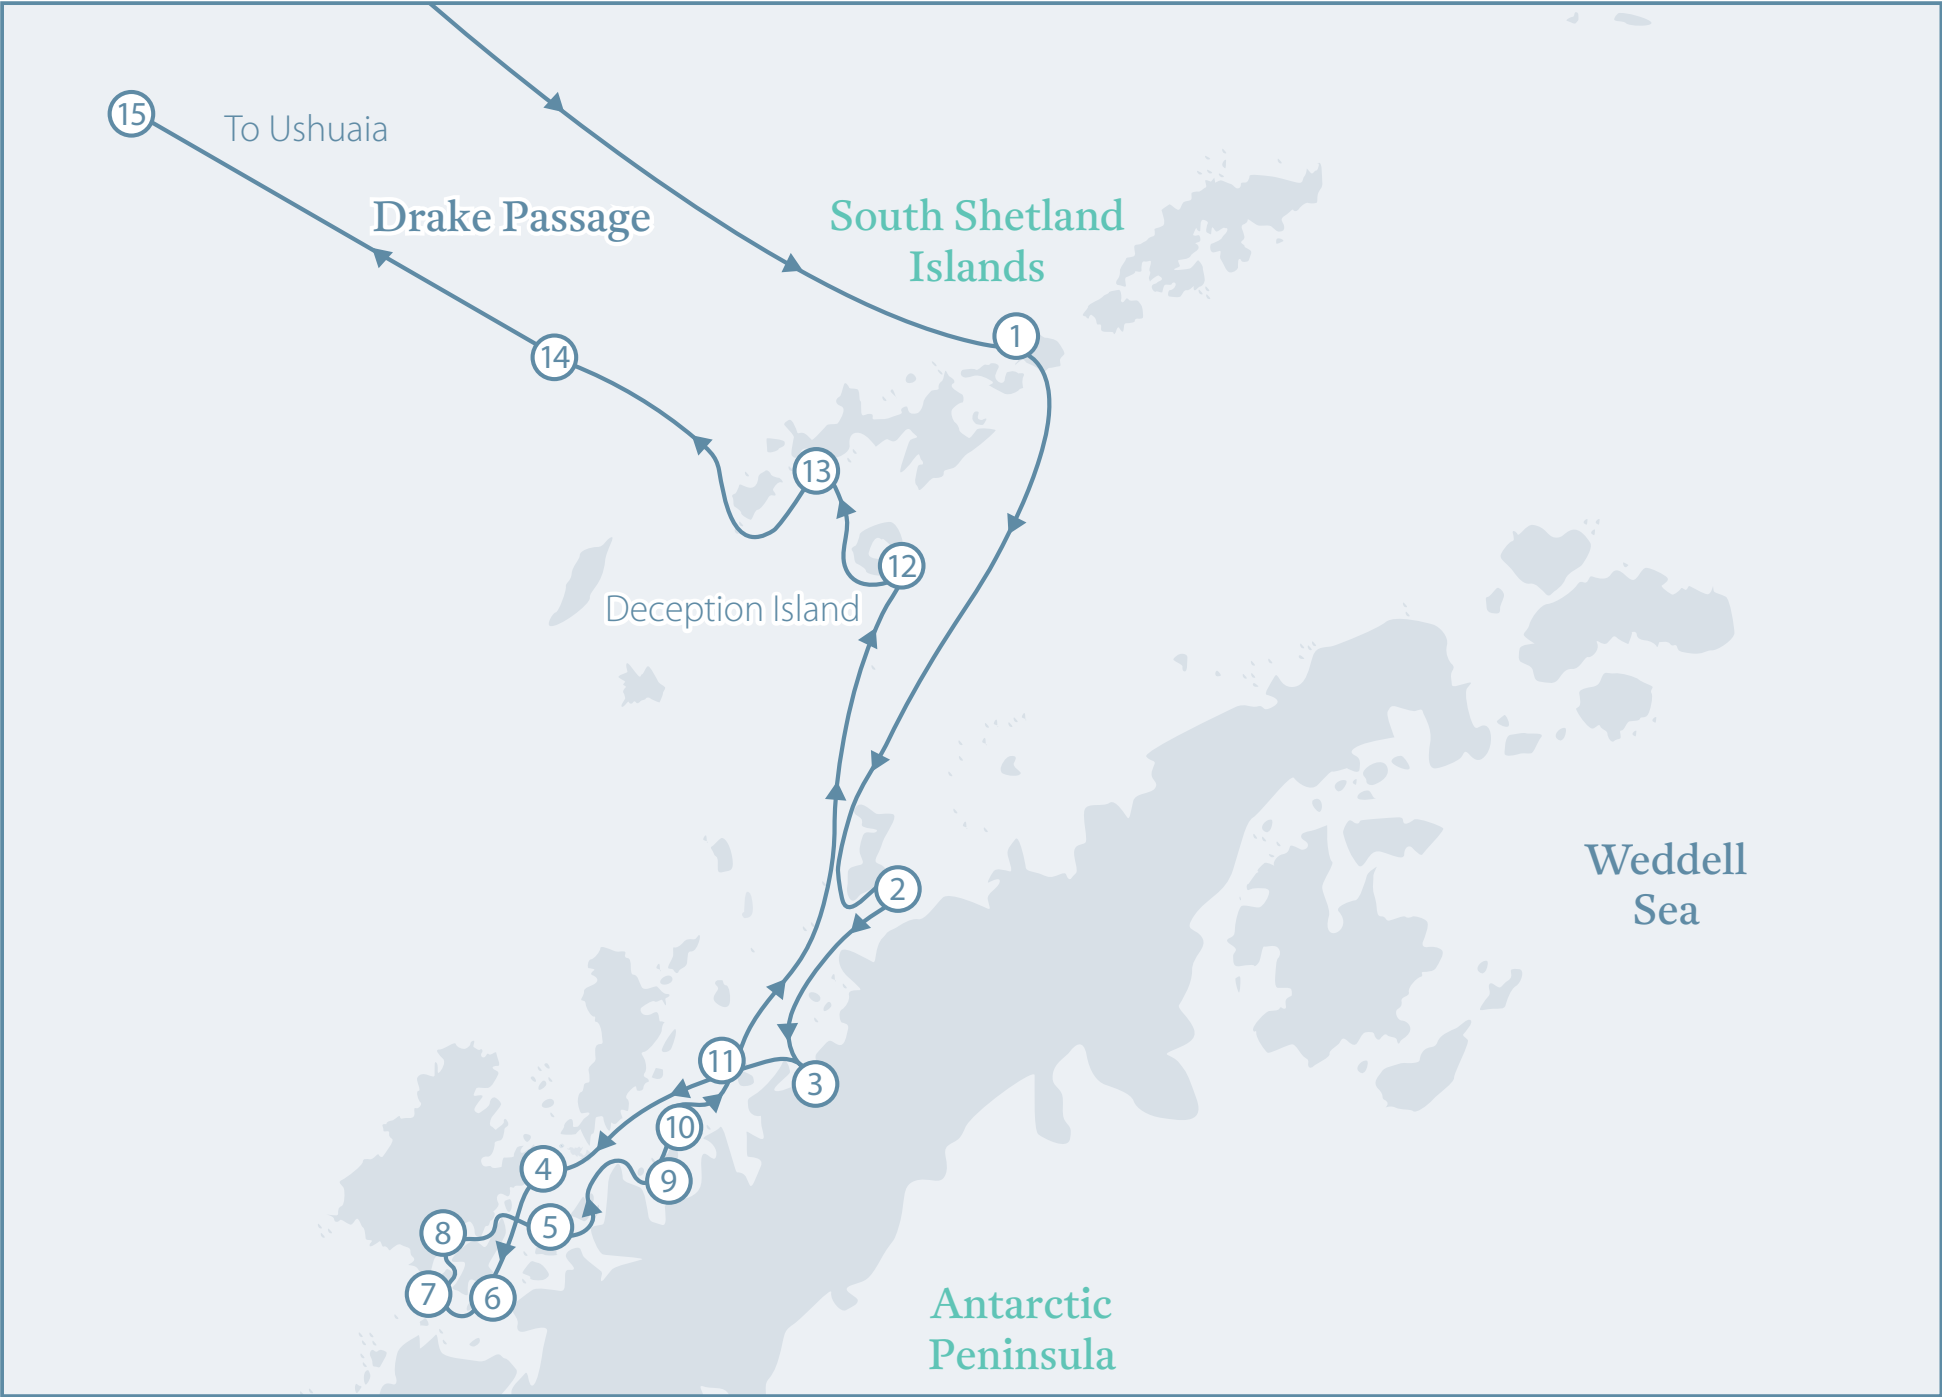 15
To Ushuaia
Drake Passage
South Shetland
Islands
1
14
13
12
Deception Island
Weddell
Sea
2
11
3
10
4
9
5
8
7
6
Antarctic
Peninsula